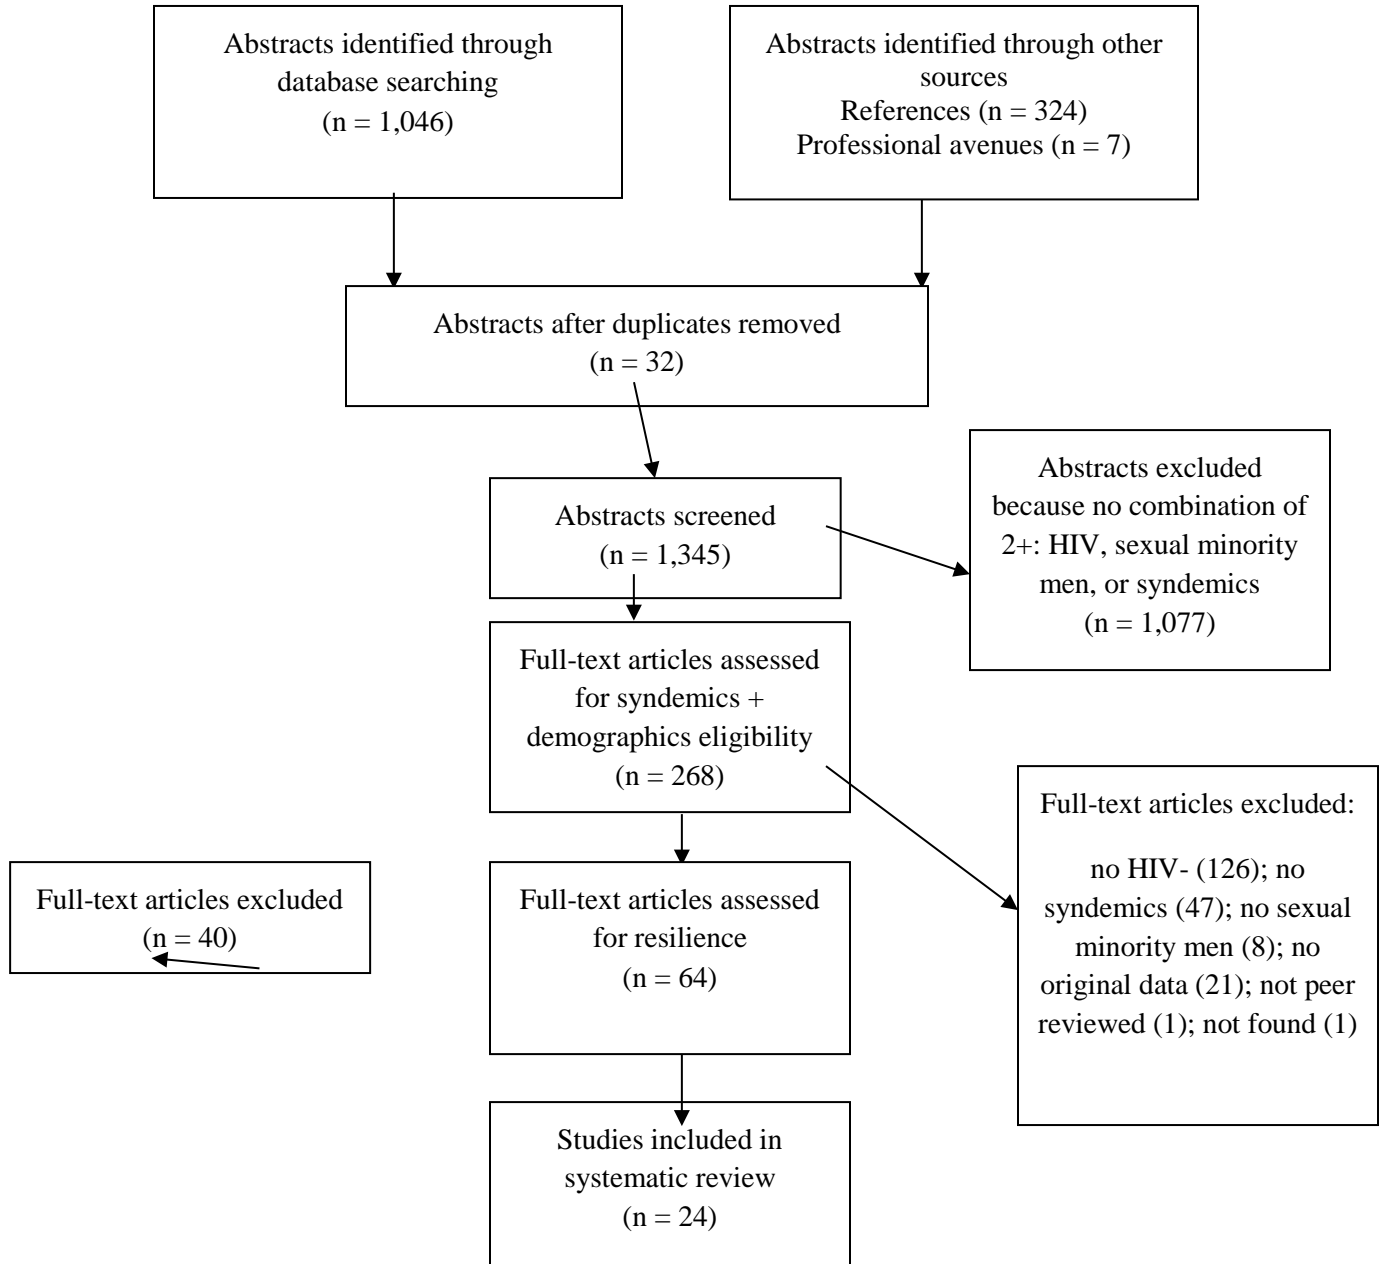 Abstracts identified through
database searching
(n = 1,046)
Abstracts identified through other
sources
References (n = 324)
Professional avenues (n = 7)
Abstracts after duplicates removed
(n = 32)
Abstracts screened
(n = 1,345)
Abstracts excluded
because no combination of
2+: HIV, sexual minority
men, or syndemics
(n = 1,077)
Full-text articles assessed
for syndemics +
demographics eligibility
(n = 268)
Full-text articles excluded:
no HIV- (126); no
syndemics (47); no sexual
minority men (8); no
original data (21); not peer
reviewed (1); not found (1)
Full-text articles excluded
(n = 40)
Full-text articles assessed
for resilience
(n = 64)
Studies included in
systematic review
(n = 24)